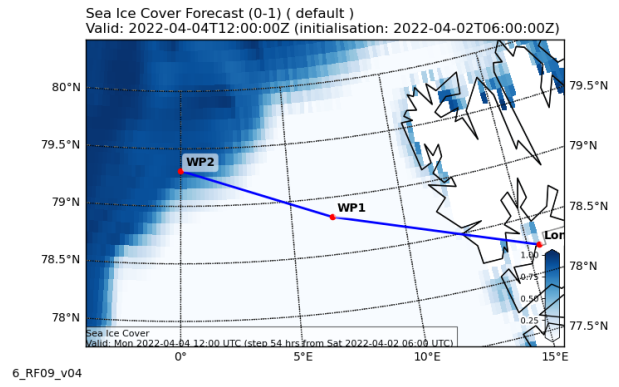 Sea Ice Cover Forecast (0-1) ( default )
Valid: 2022-04-04T12:00:00Z (initialisation: 2022-04-02T06:00:00Z)
80°N
79.5°N
79.5°N
WP2
79°N
79°N
WP1
78.5°N
78.5°N
Lon
1.00
78°N
0.75
0.50
78°N
0.25
77.5°N
Sea Ice Cover
Valid: Mon 2022-04-04 12:00 UTC (step 54 hrs from Sat 2022-04-02 06:00 UTC)
0°
5°E
10°E
15°E
6_RF09_v04